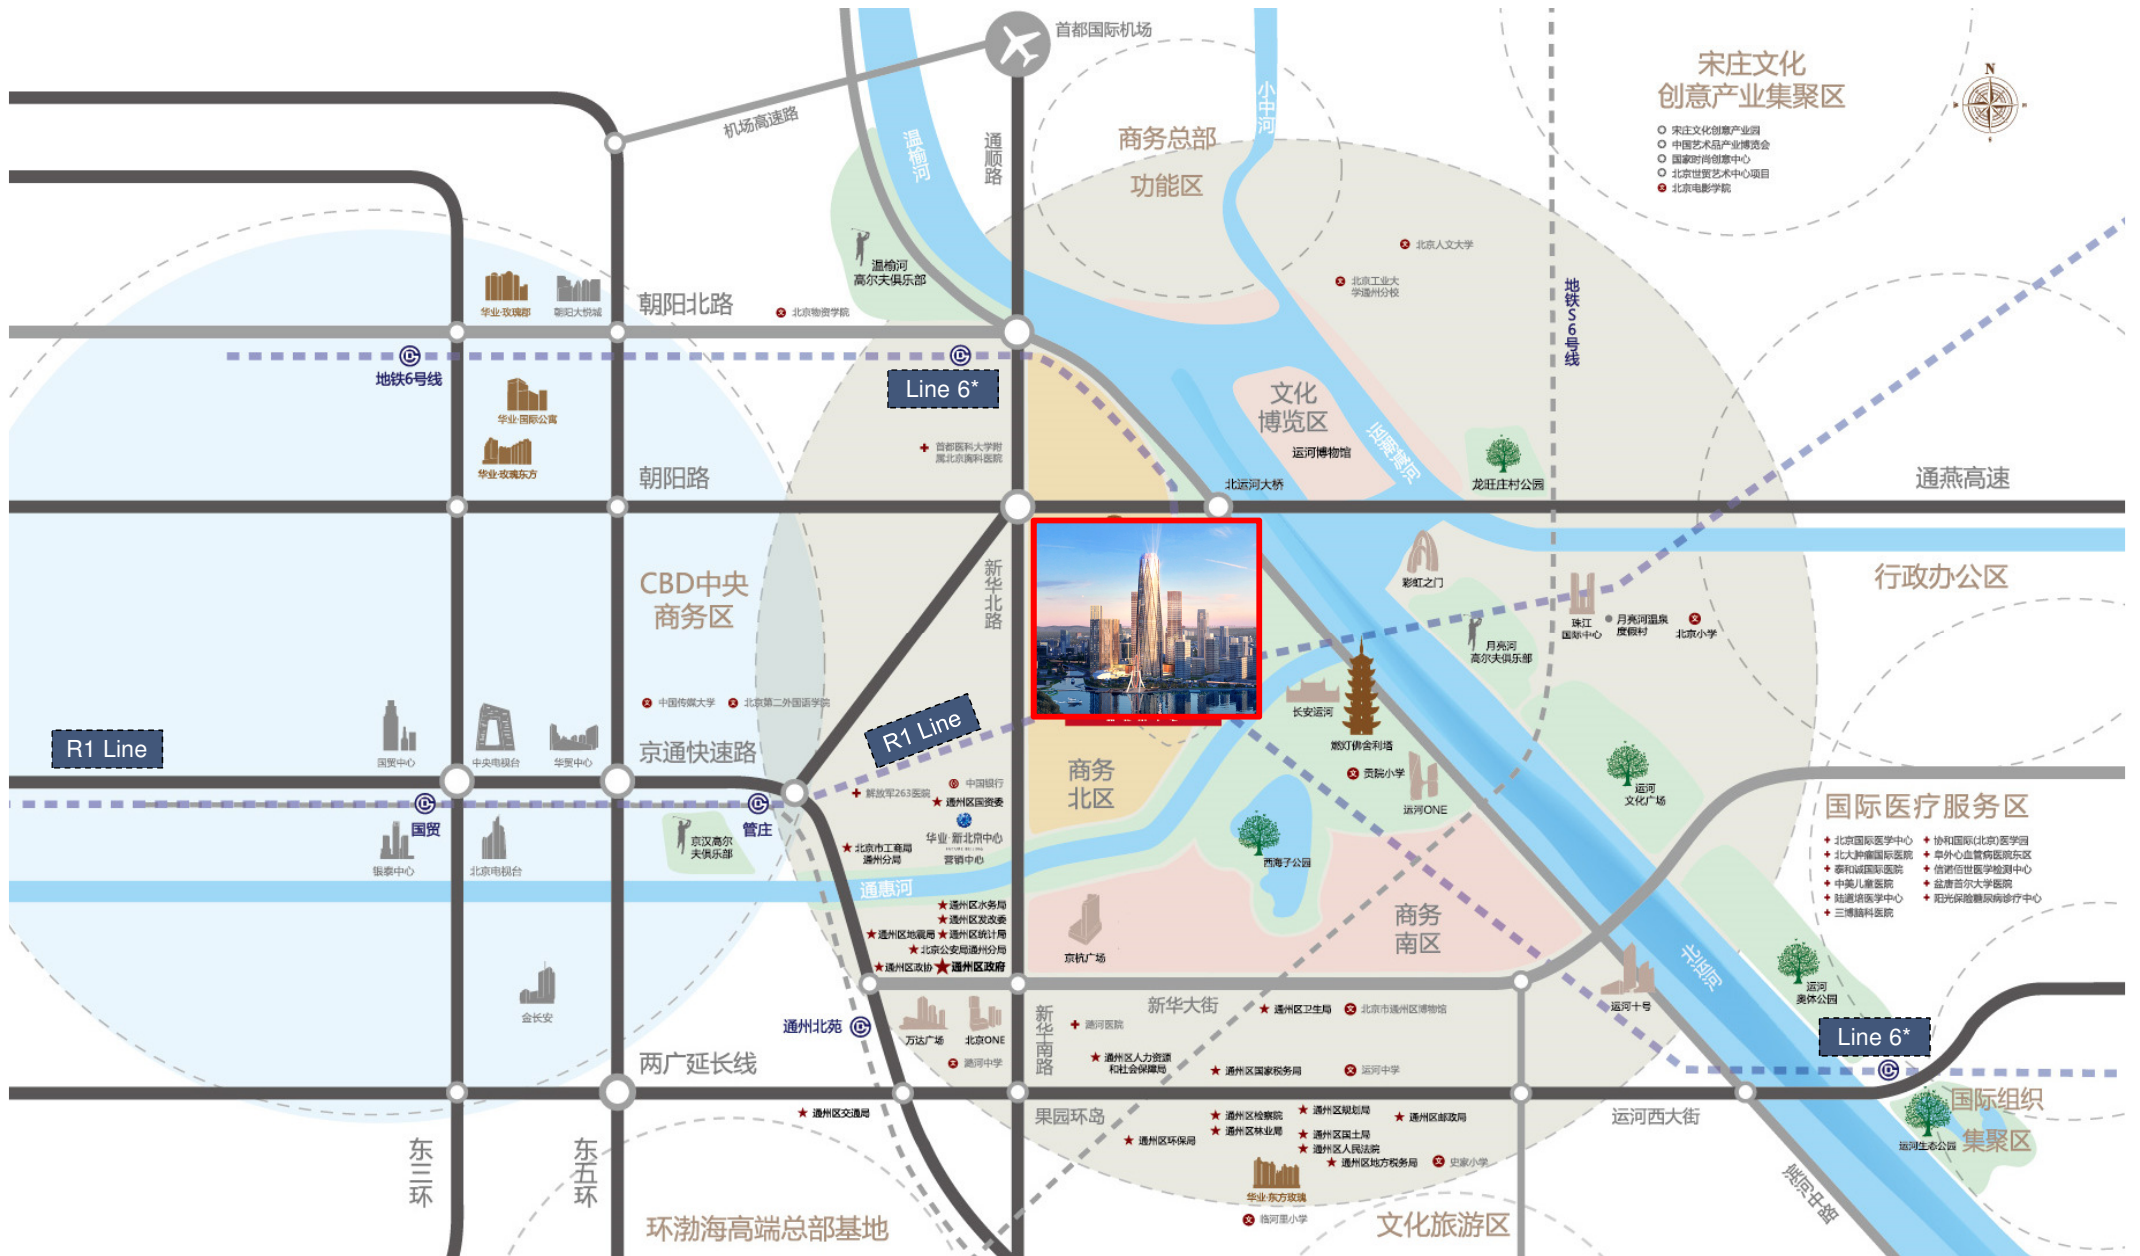 首都国际机场
机场高速路
通顺路
温榆河
小中河
商务总部
功能区
宋庄文化
创意产业集聚区
N
宋庄文化创意产业园
中国艺术品产业博览会
国家时尚创意中心
北京世贸艺术中心项目
北京电影学院
温榆河
高尔夫俱乐部
北京人文大学
北京工业大
学通州分校
地铁S6号线
华业·玫瑰郡
朝阳大悦城
朝阳北路
北京物资学院
地铁6号线
Line 6*
华业·国际公寓
华业·玫瑰东方
朝阳路
首都医科大学附
属北京胸科医院
文化
博览区
运河博物馆
运潮减河
北运河大桥
龙旺庄村公园
通燕高速
行政办公区
CBD中央
商务区
新华北路
彩虹之门
珠江
国际中心
月亮河温泉
度假村
北京小学
月亮河
高尔夫俱乐部
中国传媒大学
北京第二外国语学院
长安运河
燃灯佛舍利塔
R1 Line
R1 Line
国贸中心
中央电视台
华贸中心
京通快速路
商务
北区
贡院小学
运河ONE
运河
文化广场
国贸
管庄
解放军263医院
中国银行
通州区国资委
华业·新北京中心
营销中心
北京市工商局
通州分局
京汉高尔
夫俱乐部
银泰中心
北京电视台
西海子公园
国际医疗服务区
北京国际医学中心
协和国际(北京)医学园
北大肿瘤国际医院
阜外心血管病医院东区
泰和诚国际医院
信诺佰世医学检测中心
中美儿童医院
盆唐首尔大学医院
陆道培医学中心
阳光保险糖尿病诊疗中心
三博脑科医院
通惠河
通州区水务局
通州区发改委
通州区地震局
通州区统计局
北京公安局通州分局
通州区政协
通州区政府
京杭广场
商务
南区
北运河
运河
奥体公园
运河十号
金长安
通州北苑
万达广场
北京ONE
潞河中学
新华南路
新华大街
潞河医院
通州区卫生局
北京市通州区博物馆
通州区人力资源
和社会保障局
通州区国家税务局
运河中学
Line 6*
两广延长线
通州区交通局
果园环岛
通州区检察院
通州区规划局
通州区邮政局
通州区林业局
通州区国土局
通州区环保局
通州区人民法院
通州区地方税务局
史家小学
运河西大街
国际组织
集聚区
运河生态公园
滨河中路
东三环
东五环
华业·东方玫瑰
临河里小学
环渤海高端总部基地
文化旅游区